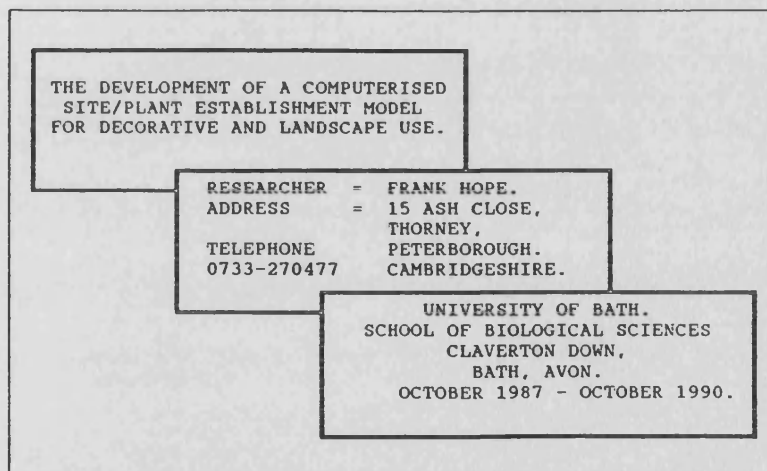 THE DEVELOPMENT OF A COMPUTERISED
SITE/PLANT ESTABLISHMENT MODEL
FOR DECORATIVE AND LANDSCAPE USE.
RESEARCHER = FRANK HOPE.
ADDRESS = 15 ASH CLOSE,
THORNEY,
TELEPHONE PETERBOROUGH.
0733-270477 CAMBRIDGESHIRE.
UNIVERSITY OF BATH.
SCHOOL OF BIOLOGICAL SCIENCES
CLAVERTON DOWN,
BATH, AVON.
OCTOBER 1987 - OCTOBER 1990.